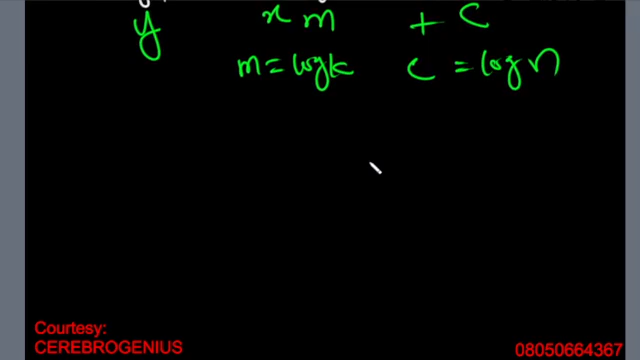 y x m + c
m = log k c = log n
Courtesy:
CEREBROGENIUS
08050664367